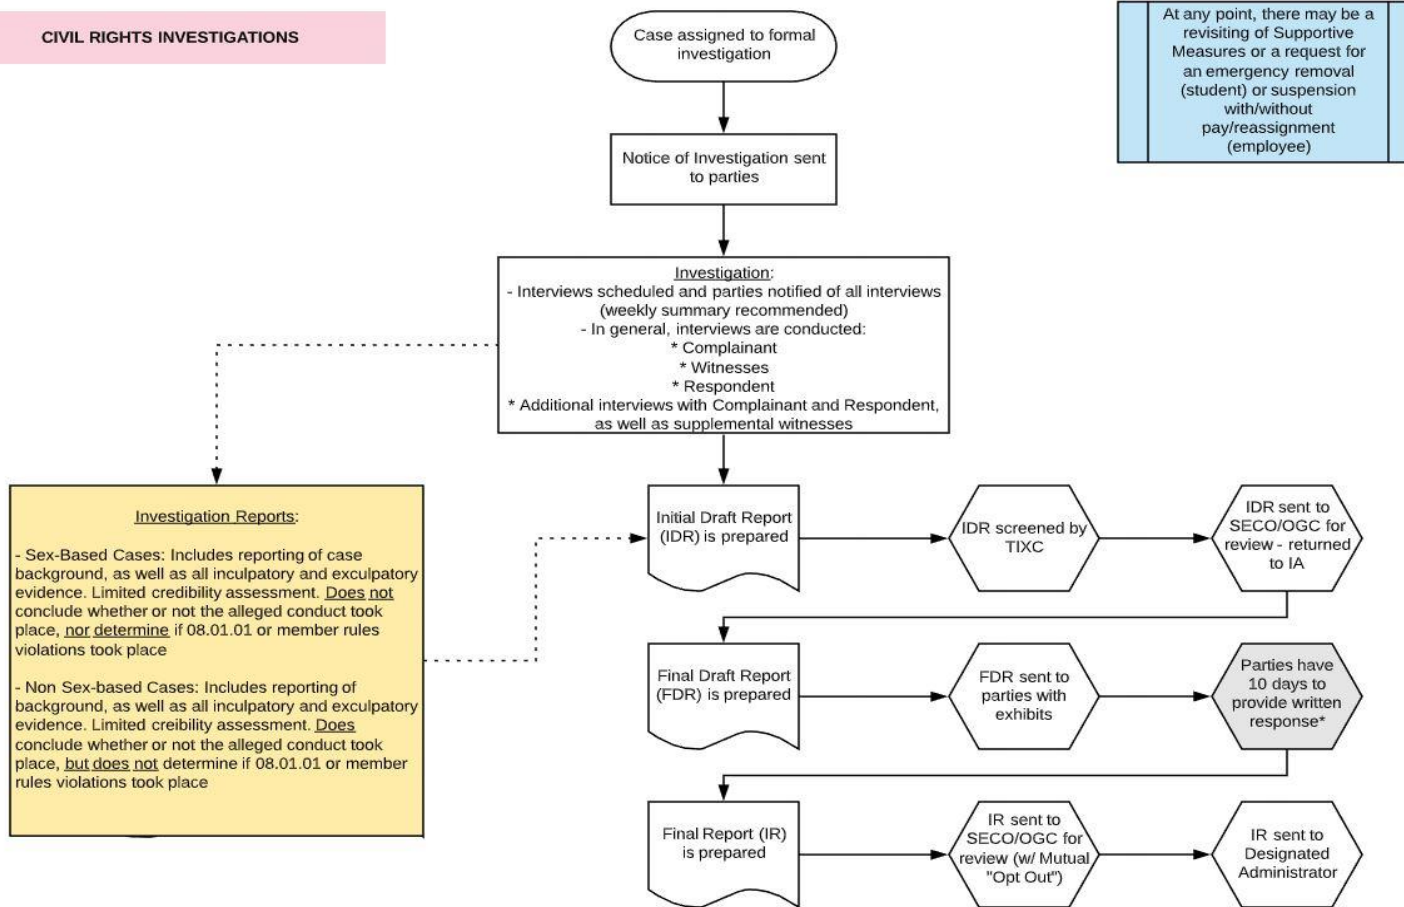 CIVIL RIGHTS INVESTIGATIONS
Case assigned to formal
investigation
At any point, there may be a
revisiting of Supportive
Measures or a request for
an emergency removal
(student) or suspension
with/without
pay/reassignment
(employee)
Notice of Investigation sent
to parties
Investigation:
- Interviews scheduled and parties notified of all interviews
(weekly summary recommended)
- In general, interviews are conducted:
* Complainant
* Witnesses
* Respondent
* Additional interviews with Complainant and Respondent,
as well as supplemental witnesses
Investigation Reports:
- Sex-Based Cases: Includes reporting of case
background, as well as all inculpatory and exculpatory
evidence. Limited credibility assessment. Does not
conclude whether or not the alleged conduct took
place, nor determine if 08.01.01 or member rules
violations took place
- Non Sex-based Cases: Includes reporting of
background, as well as all inculpatory and exculpatory
evidence. Limited creibility assessment. Does
conclude whether or not the alleged conduct took
place, but does not determine if 08.01.01 or member
rules violations took place
Initial Draft Report
(IDR) is prepared
IDR screened by
TIXC
IDR sent to
SECO/OGC for
review - returned
to IA
Final Draft Report
(FDR) is prepared
FDR sent to
parties with
exhibits
Parties have
10 days to
provide written
response*
Final Report (IR)
is prepared
IR sent to
SECO/OGC for
review (w/ Mutual
"Opt Out")
IR sent to
Designated
Administrator